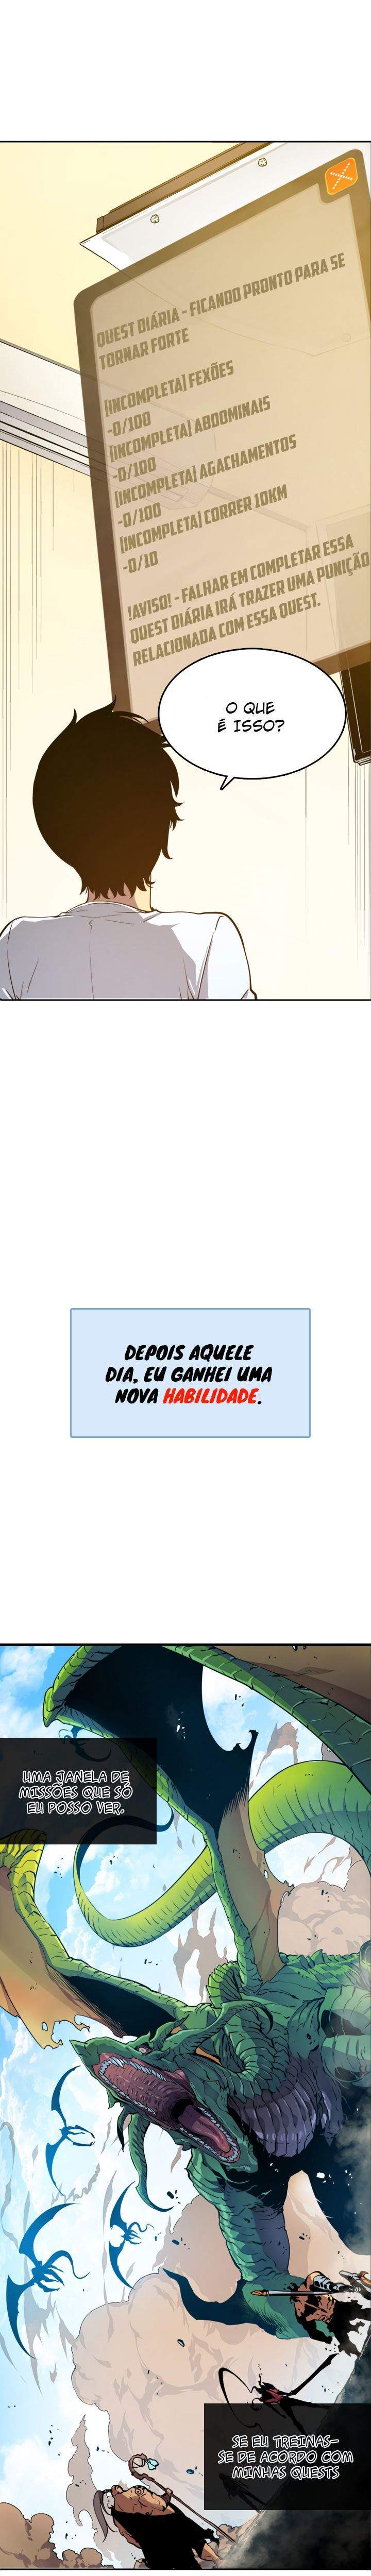 QUEST DIÁRIA - FICANDO PRONTO PARA SE
TORNAR FORTE
[INCOMPLETA] FEXÕES
-0/100
[INCOMPLETA] ABDOMINAIS
-0/100
[INCOMPLETA] AGACHAMENTOS
-0/100
[INCOMPLETA] CORRER 10KM
-0/10
!AVISO! - FALHAR EM COMPLETAR ESSA
QUEST DIÁRIA IRÁ TRAZER UMA PUNIÇÃO
RELACIONADA COM ESSA QUEST.
O QUE
É ISSO?
DEPOIS AQUELE
DIA, EU GANHEI UMA
NOVA HABILIDADE.
UMA JANELA DE
MISSÕES QUE SÓ
EU POSSO VER.
SE EU TREINAS-
SE DE ACORDO COM
MINHAS QUESTS